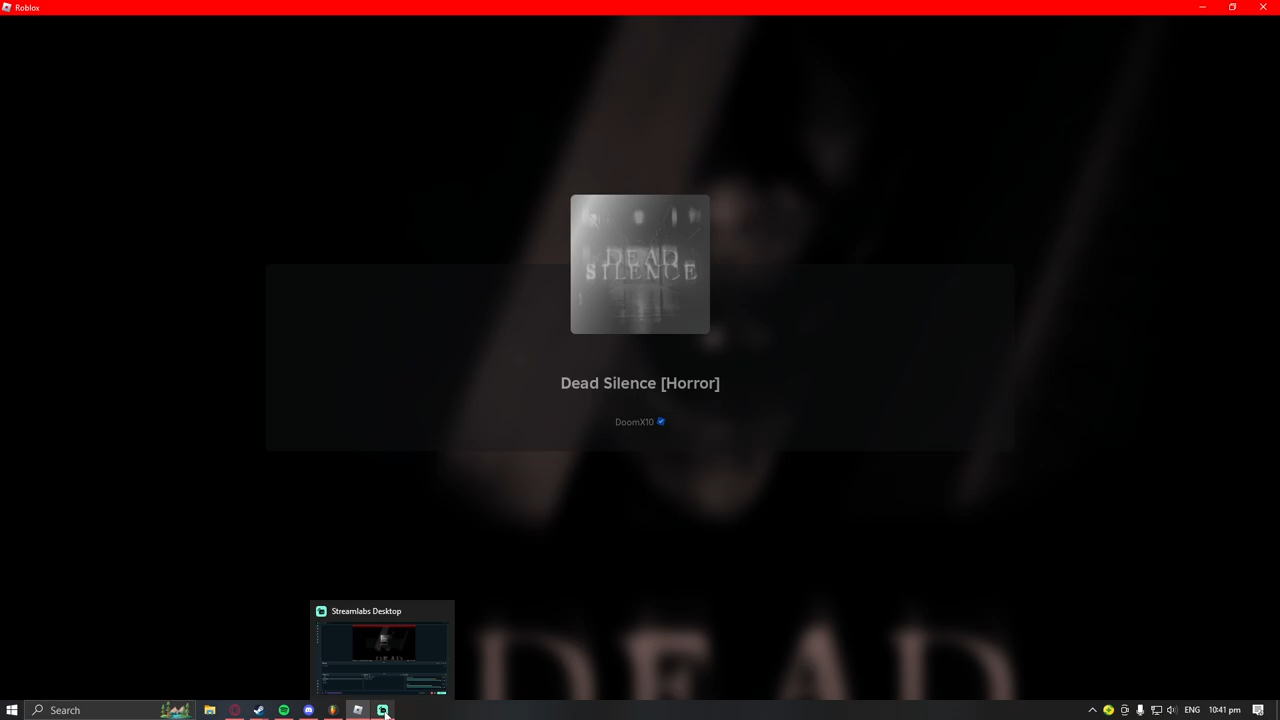 Roblox
DEAD
SILENCE
Dead Silence [Horror]
DoomX10
Streamlabs Desktop
DEAD
Search
ENG
10:41 pm